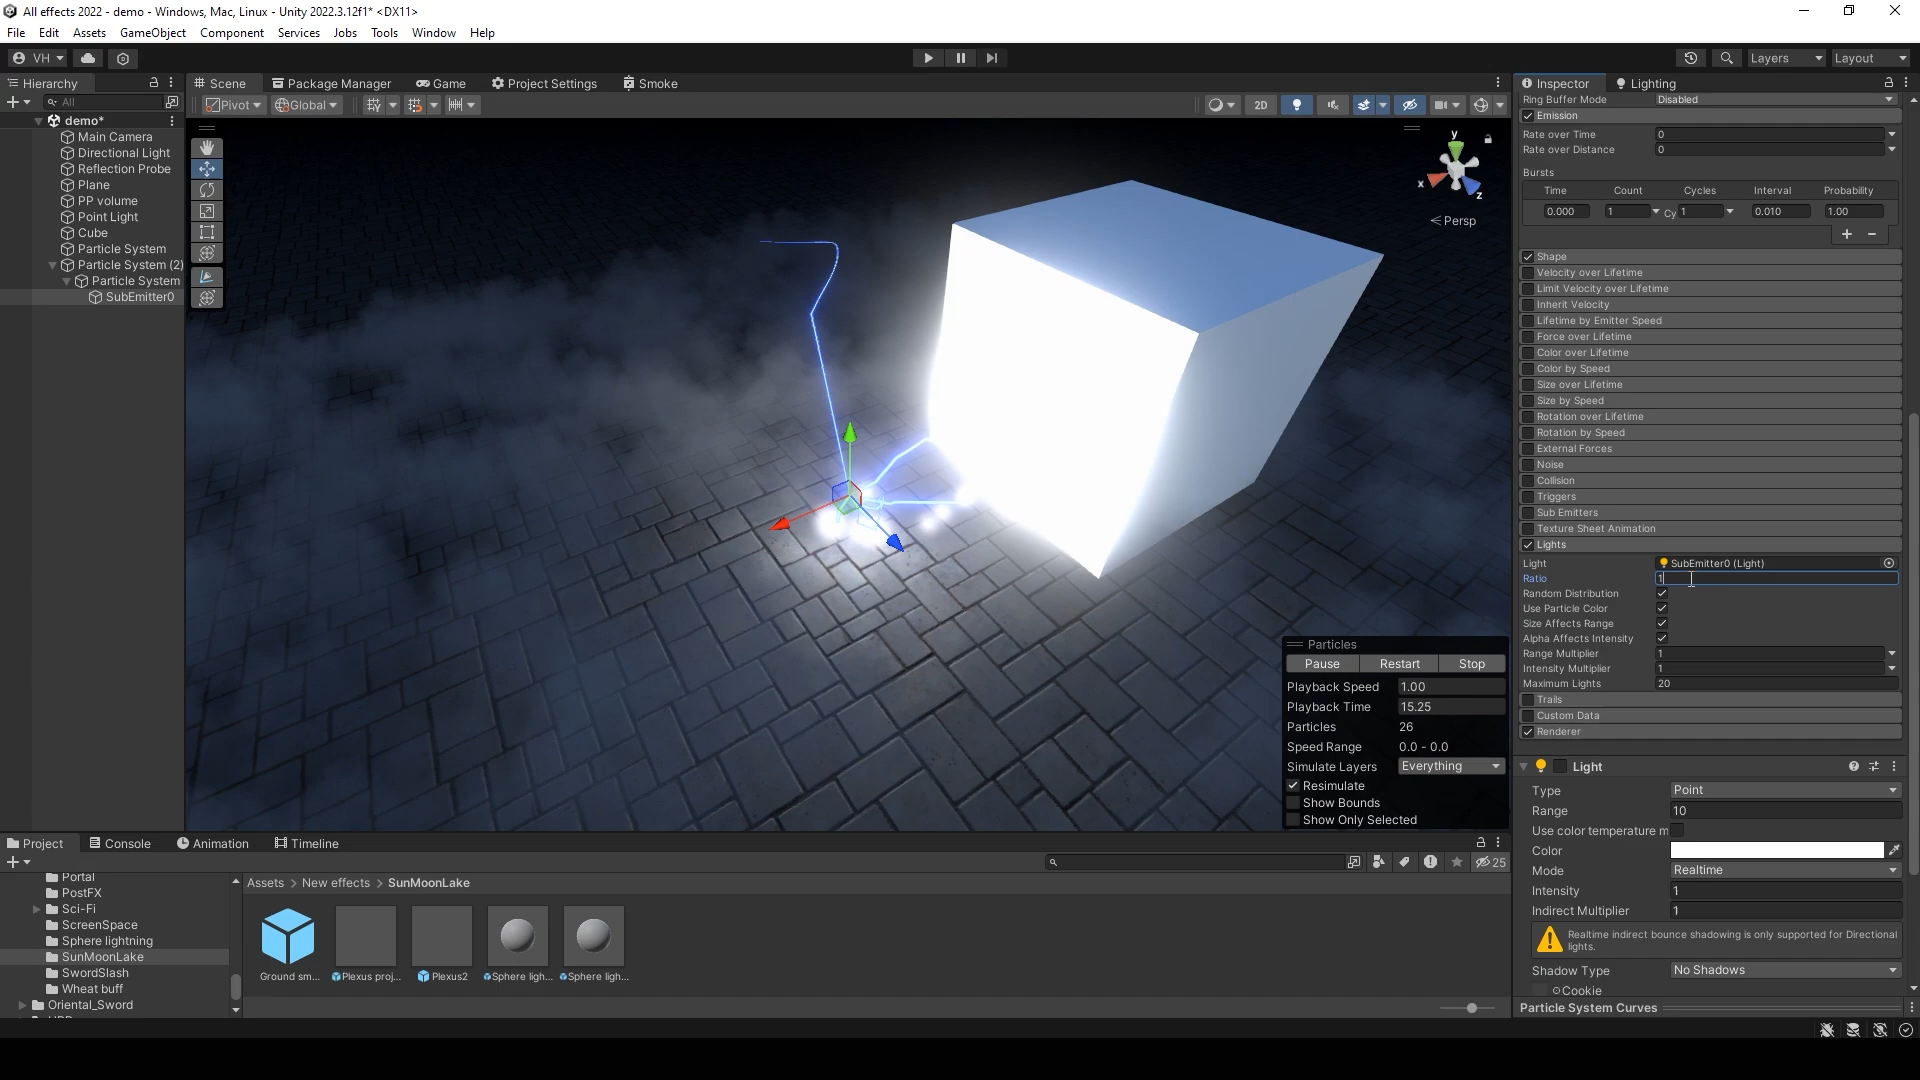 All effects 2022 - demo - Windows, Mac, Linux - Unity 2022.3.12f1* <DX11>
File Edit Assets GameObject Component Services Jobs Tools Window Help
VH Layers Layout
Hierarchy
All
demo*
Main Camera
Directional Light
Reflection Probe
Plane
PP volume
Point Light
Cube
Particle System
Particle System (2)
Particle System
SubEmitter0
Scene Package Manager Game Project Settings Smoke
Pivot Global 2D
y
x
z
Persp
Particles
Pause Restart Stop
Playback Speed 1.00
Playback Time 15.25
Particles 26
Speed Range 0.0 - 0.0
Simulate Layers Everything
Resimulate
Show Bounds
Show Only Selected
Inspector Lighting
Ring Buffer Mode Disabled
Emission
Rate over Time 0
Rate over Distance 0
Bursts
Time Count Cycles Interval Probability
0.000 1 Cy 1 0.010 1.00
Shape
Velocity over Lifetime
Limit Velocity over Lifetime
Inherit Velocity
Lifetime by Emitter Speed
Force over Lifetime
Color over Lifetime
Color by Speed
Size over Lifetime
Size by Speed
Rotation over Lifetime
Rotation by Speed
External Forces
Noise
Collision
Triggers
Sub Emitters
Texture Sheet Animation
Lights
Light SubEmitter0 (Light)
Ratio 1
Random Distribution
Use Particle Color
Size Affects Range
Alpha Affects Intensity
Range Multiplier 1
Intensity Multiplier 1
Maximum Lights 20
Trails
Custom Data
Renderer
Light
Type Point
Range 10
Use color temperature m
Color
Mode Realtime
Intensity 1
Indirect Multiplier 1
Realtime indirect bounce shadowing is only supported for Directional
lights.
Shadow Type No Shadows
Cookie
Particle System Curves
Project Console Animation Timeline
25
Portal
PostFX
Sci-Fi
ScreenSpace
Sphere lightning
SunMoonLake
SwordSlash
Wheat buff
Oriental_Sword
Assets > New effects > SunMoonLake
Ground sm... Plexus proj... Plexus2 Sphere ligh... Sphere ligh...